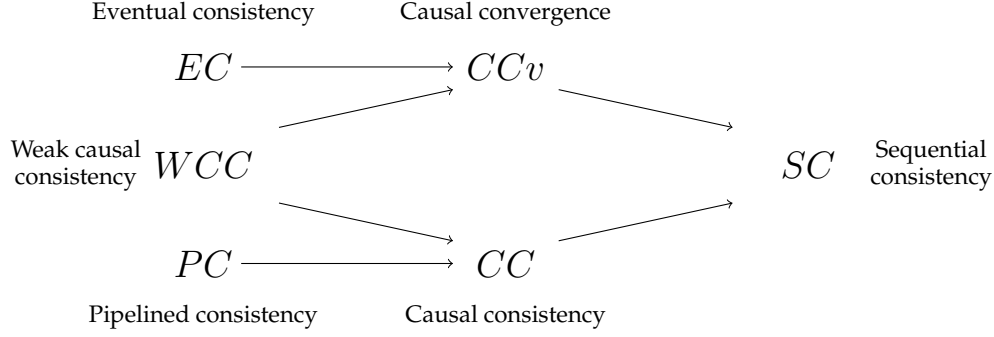 Eventual consistency
Causal convergence
EC
CCv
Weak causal
consistency
WCC
SC
Sequential
consistency
PC
CC
Pipelined consistency
Causal consistency